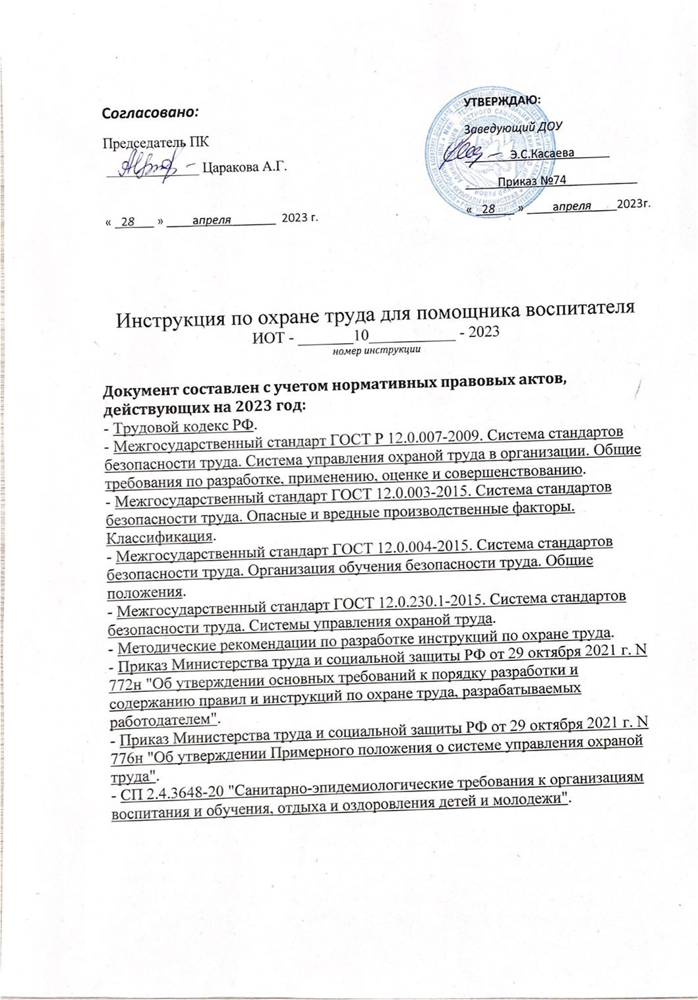 Согласовано:
Председатель ПК
Царакова А.Г.
« 28 » апреля 2023 г.
УТВЕРЖДАЮ:
Заведующий ДОУ
Э.С.Касаева
Приказ №74
« 28 » апреля 2023г.
Инструкция по охране труда для помощника воспитателя
ИОТ - _______10___________ - 2023
номер инструкции
Документ составлен с учетом нормативных правовых актов,
действующих на 2023 год:
- Трудовой кодекс РФ.
- Межгосударственный стандарт ГОСТ Р 12.0.007-2009. Система стандартов
безопасности труда. Система управления охраной труда в организации. Общие
требования по разработке, применению, оценке и совершенствованию.
- Межгосударственный стандарт ГОСТ 12.0.003-2015. Система стандартов
безопасности труда. Опасные и вредные производственные факторы.
Классификация.
- Межгосударственный стандарт ГОСТ 12.0.004-2015. Система стандартов
безопасности труда. Организация обучения безопасности труда. Общие
положения.
- Межгосударственный стандарт ГОСТ 12.0.230.1-2015. Система стандартов
безопасности труда. Системы управления охраной труда.
- Методические рекомендации по разработке инструкций по охране труда.
- Приказ Министерства труда и социальной защиты РФ от 29 октября 2021 г. N
772н "Об утверждении основных требований к порядку разработки и
содержанию правил и инструкций по охране труда, разрабатываемых
работодателем".
- Приказ Министерства труда и социальной защиты РФ от 29 октября 2021 г. N
776н "Об утверждении Примерного положения о системе управления охраной
труда".
- СП 2.4.3648-20 "Санитарно-эпидемиологические требования к организациям
воспитания и обучения, отдыха и оздоровления детей и молодежи".